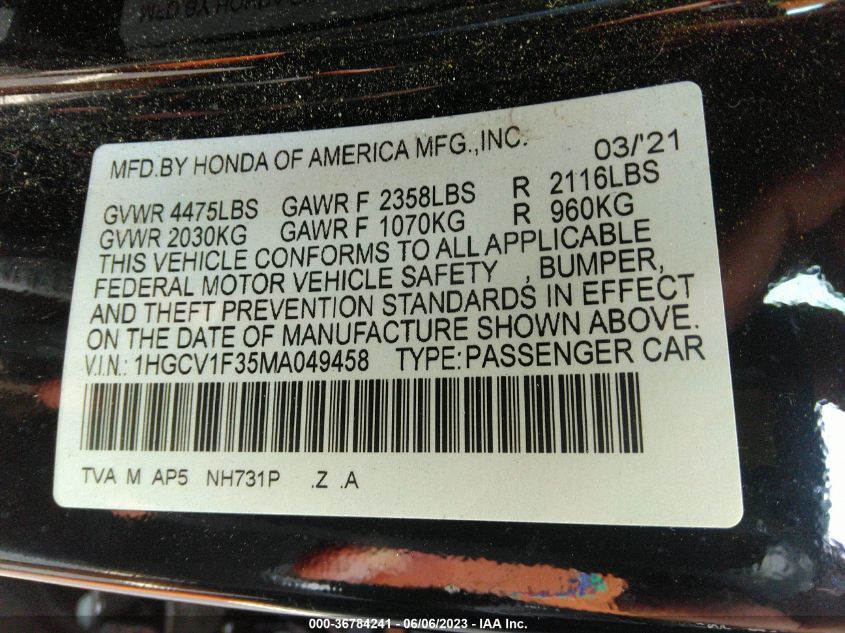 MFD.BY HONDA OF AMERICA MFG.,INC. 03/'21
GVWR 4475LBS GAWR F 2358LBS R 2116LBS
GVWR 2030KG GAWR F 1070KG R 960KG
THIS VEHICLE CONFORMS TO ALL APPLICABLE
FEDERAL MOTOR VEHICLE SAFETY , BUMPER,
AND THEFT PREVENTION STANDARDS IN EFFECT
ON THE DATE OF MANUFACTURE SHOWN ABOVE.
V.I.N.: 1HGCV1F35MA049458 TYPE: PASSENGER CAR
TVA M AP5 NH731P .Z .A
000-36784241 - 06/06/2023 - IAA Inc.